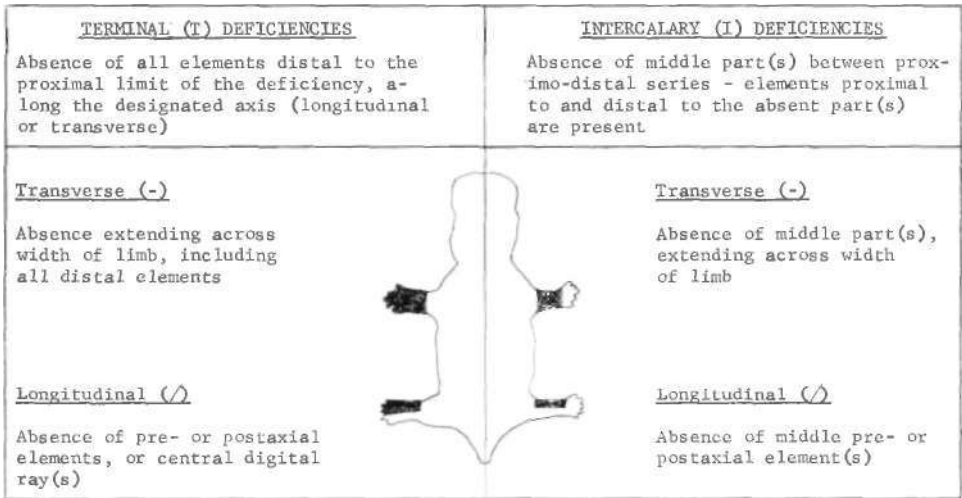 TERMINAL (T) DEFICIENCIES
Absence of all elements distal to the
proximal limit of the deficiency, a-
long the designated axis (longitudinal
or transverse)
INTERCALARY (I) DEFICIENCIES
Absence of middle part(s) between prox-
imo-distal series - elements proximal
to and distal to the absent part(s)
are present
Transverse (-)
Absence extending across
width of limb, including
all distal elements
Transverse (-)
Absence of middle part(s),
extending across width
of limb
Longitudinal (/)
Absence of pre- or postaxial
elements, or central digital
ray(s)
Longitudinal (/)
Absence of middle pre- or
postaxial element(s)